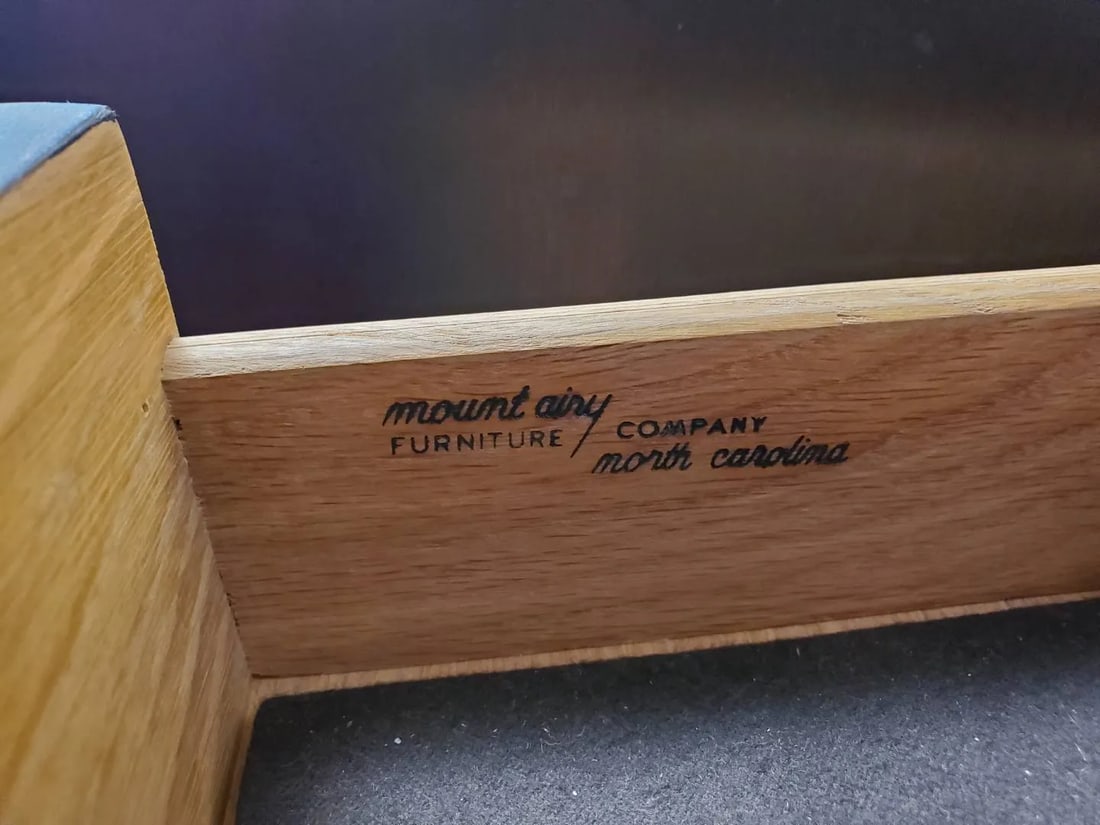 mount airy
FURNITURE / COMPANY
north carolina